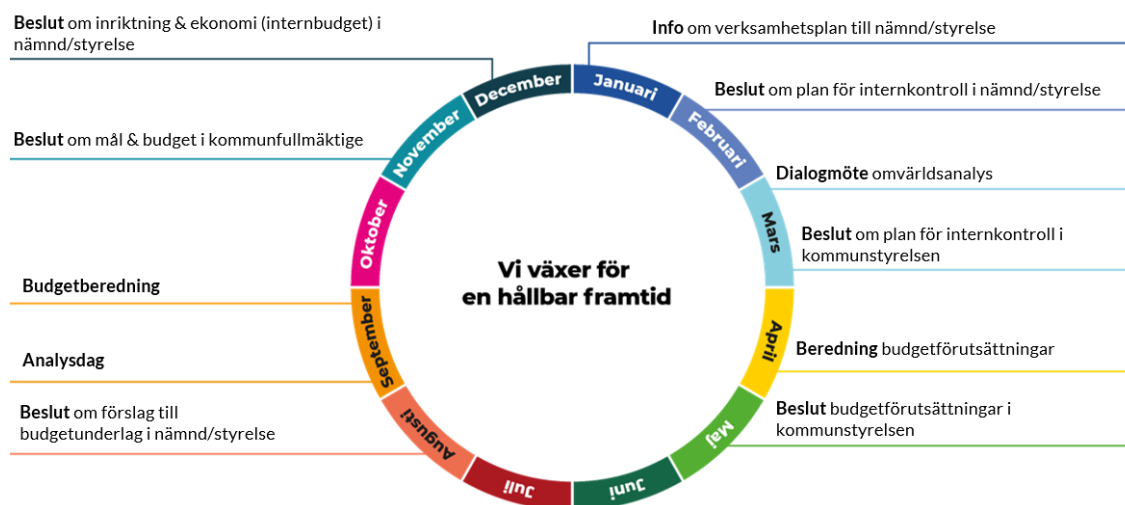 Beslut om inriktning & ekonomi (internbudget) i
nämnd/styrelse
Info om verksamhetsplan till nämnd/styrelse
Beslut om plan för internkontroll i nämnd/styrelse
Beslut om mål & budget i kommunfullmäktige
Dialogmöte omvärldsanalys
Beslut om plan för internkontroll i
kommunstyrelsen
Budgetberedning
Beredning budgetförutsättningar
Analysdag
Beslut om förslag till
budgetunderlag i nämnd/styrelse
Beslut budgetförutsättningar i
kommunstyrelsen
Januari
Februari
Mars
April
Maj
Juni
Juli
Augusti
September
Oktober
November
December
Vi växer för
en hållbar framtid